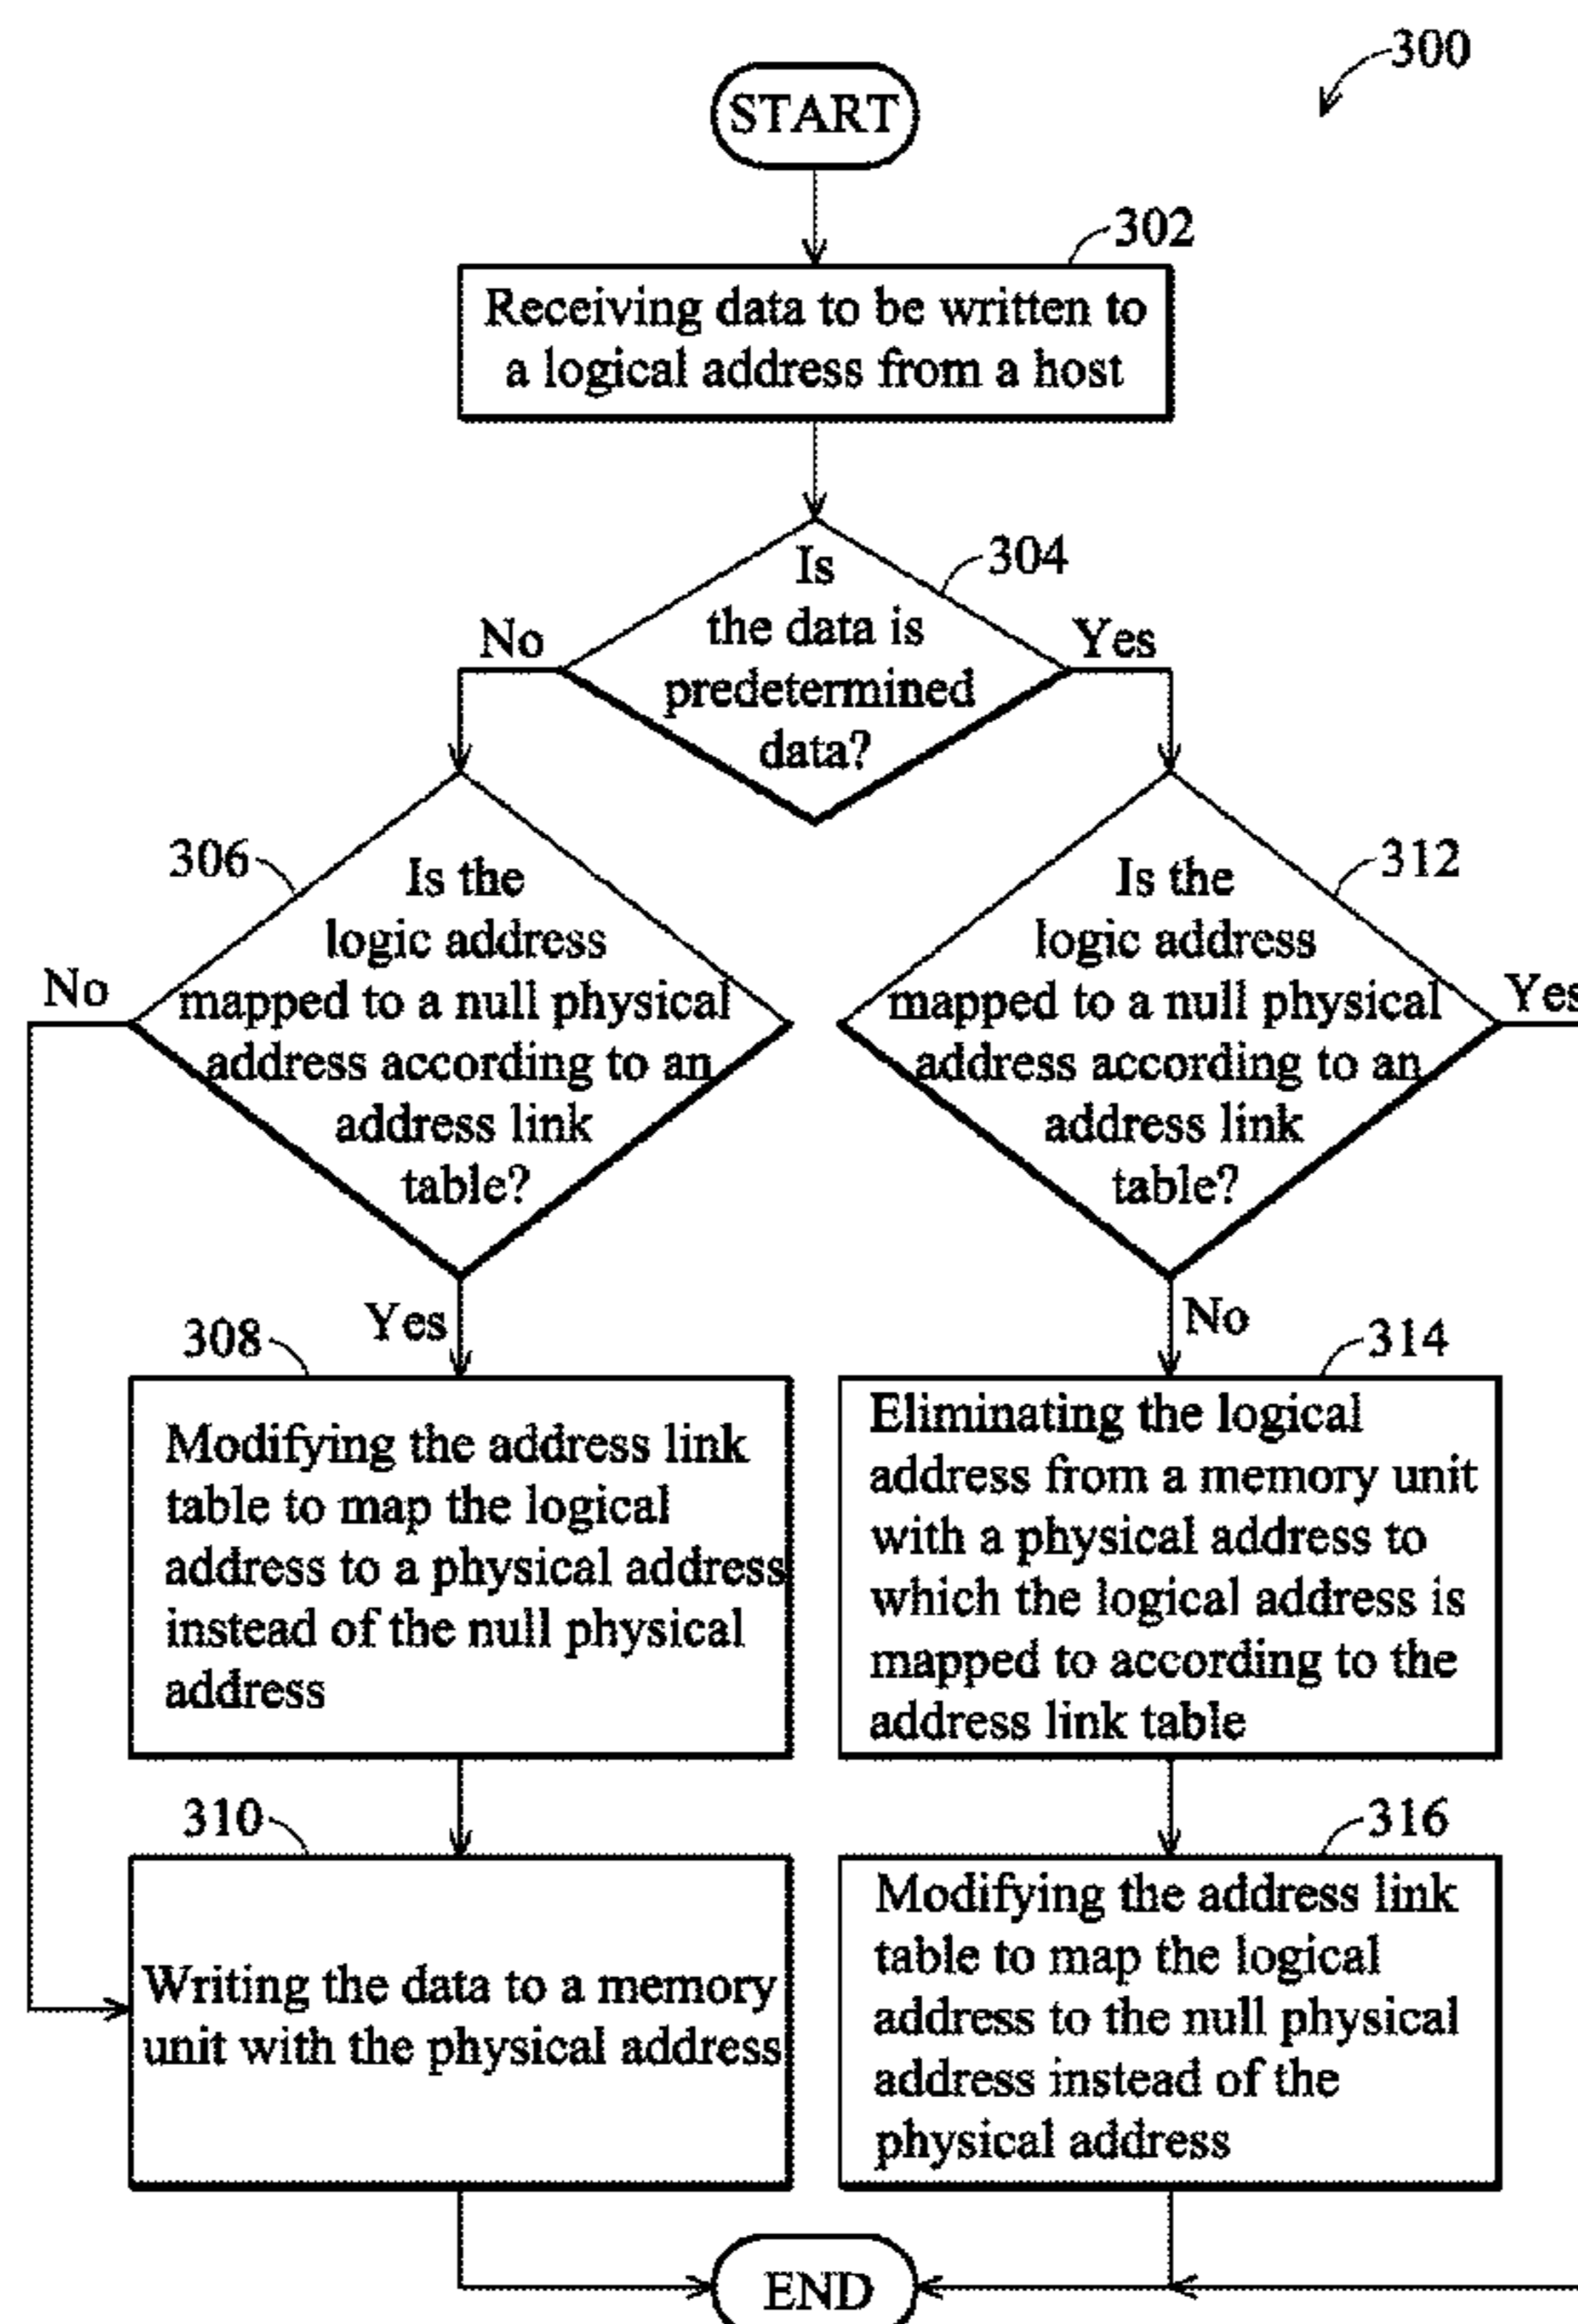 300
START
302
Receiving data to be written to
a logical address from a host
304
Is
the data is
predetermined
data?
No
Yes
306
Is the
logic address
mapped to a null physical
address according to an
address link
table?
No
Yes
312
Is the
logic address
mapped to a null physical
address according to an
address link
table?
Yes
No
308
Modifying the address link
table to map the logical
address to a physical address
instead of the null physical
address
314
Eliminating the logical
address from a memory unit
with a physical address to
which the logical address is
mapped to according to the
address link table
310
Writing the data to a memory
unit with the physical address
316
Modifying the address link
table to map the logical
address to the null physical
address instead of the
physical address
END